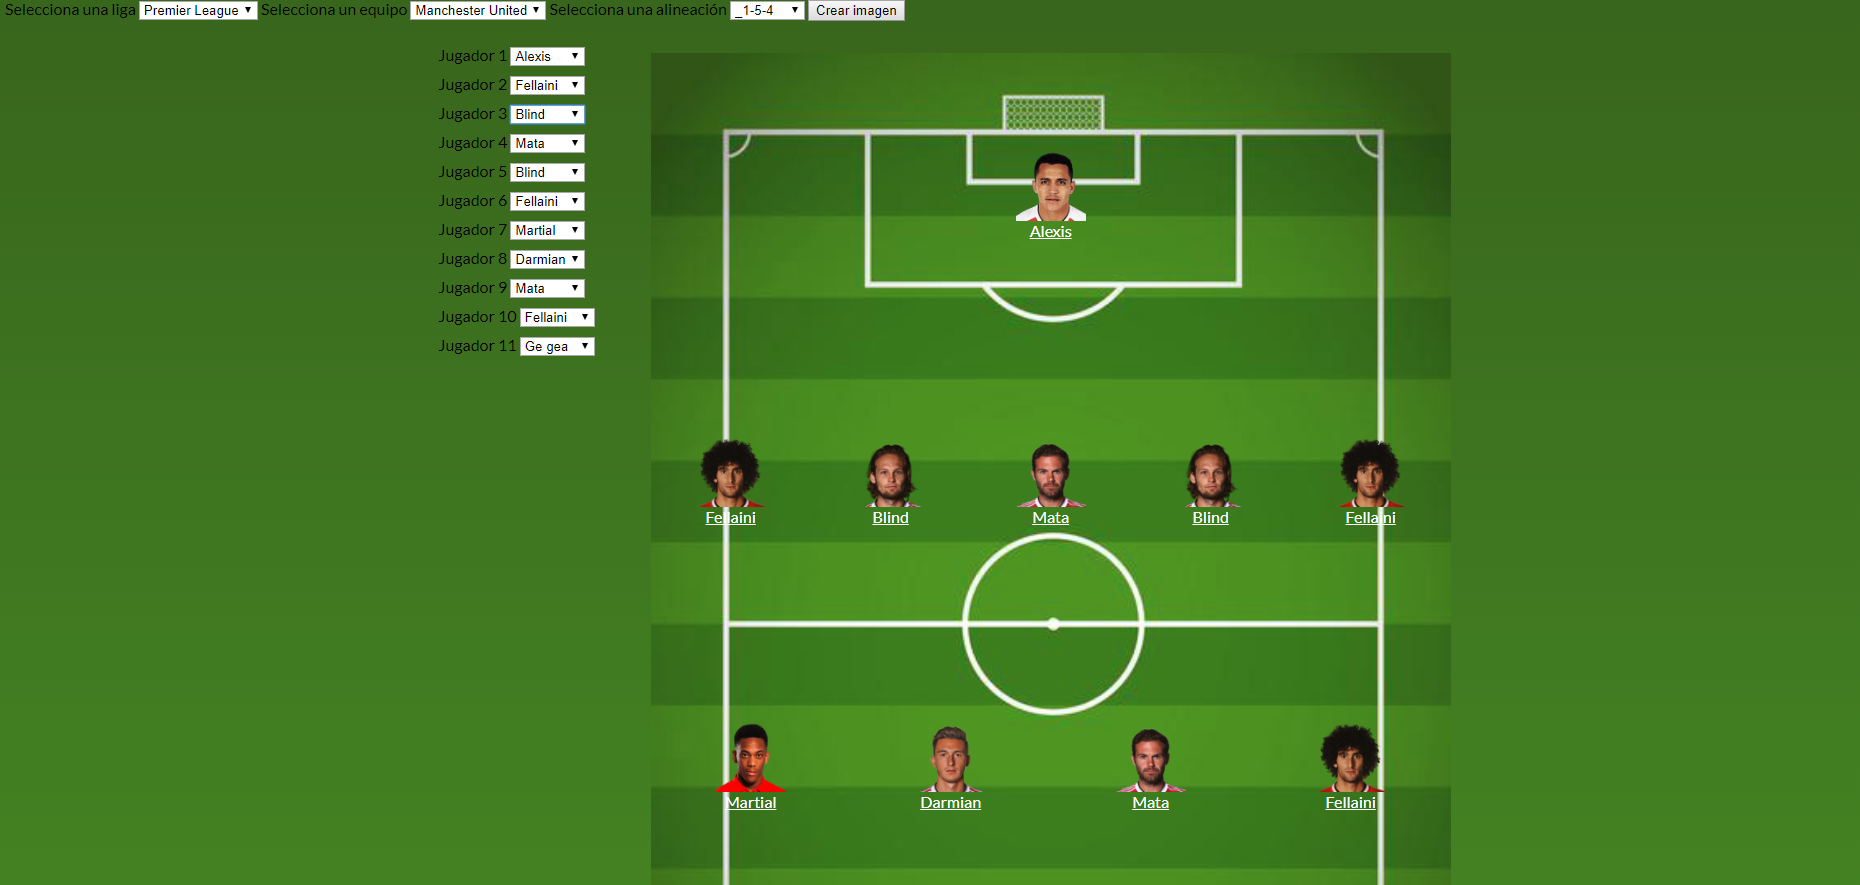 Selecciona una liga Premier League Selecciona un equipo Manchester United Selecciona una alineación _1-5-4 Crear imagen
Jugador 1 Alexis
Jugador 2 Fellaini
Jugador 3 Blind
Jugador 4 Mata
Jugador 5 Blind
Jugador 6 Fellaini
Jugador 7 Martial
Jugador 8 Darmian
Jugador 9 Mata
Jugador 10 Fellaini
Jugador 11 Ge gea
Alexis
Fellaini Blind Mata Blind Fellaini
Martial Darmian Mata Fellaini